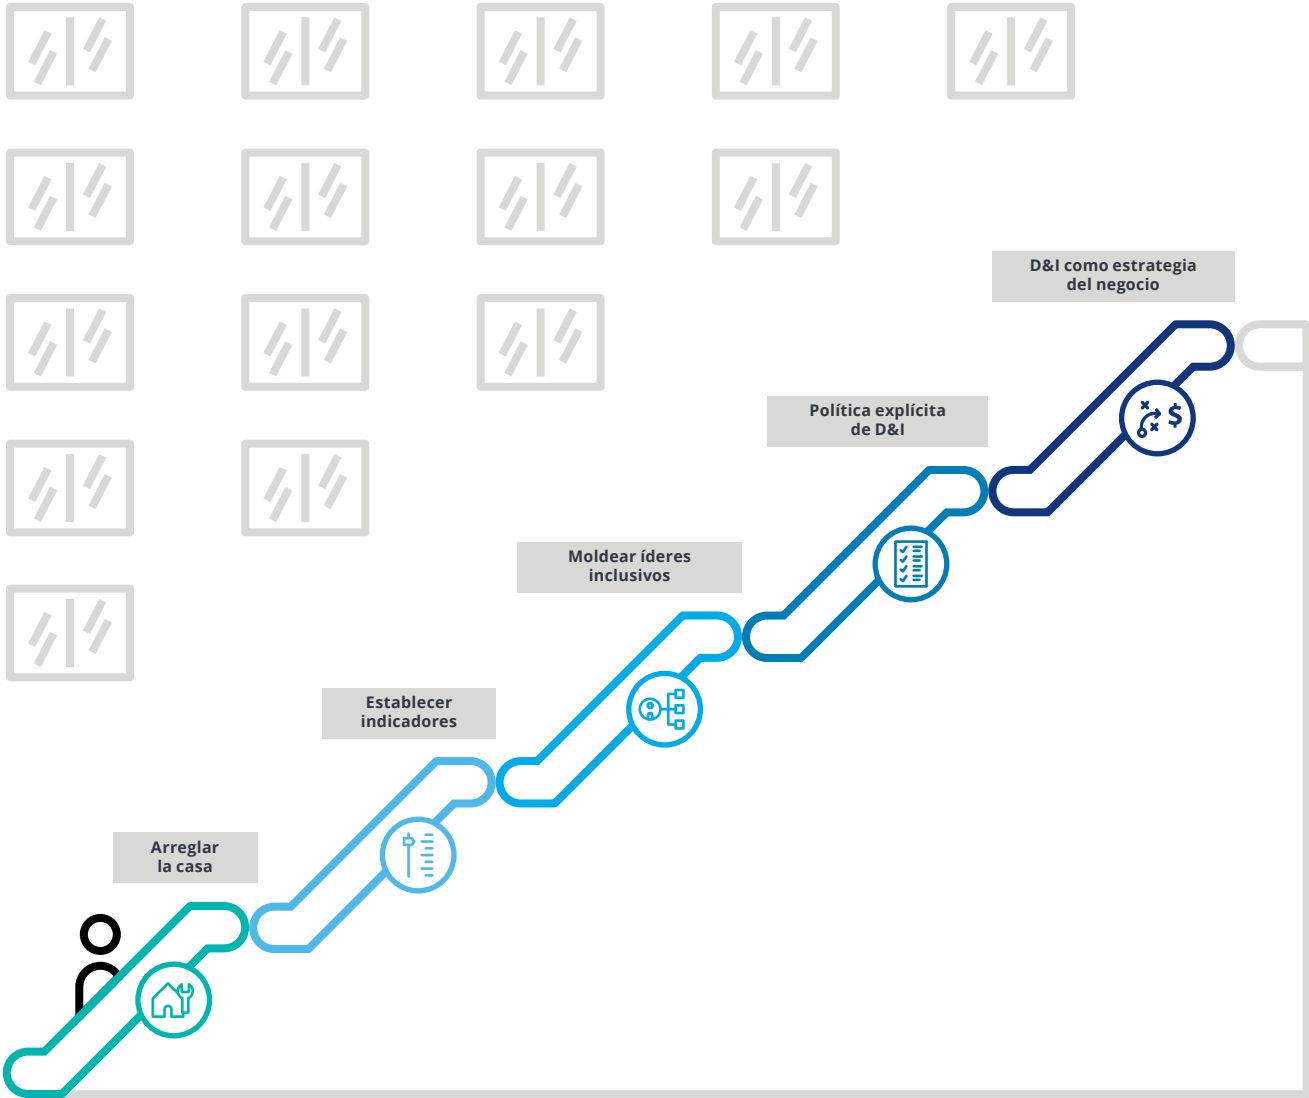 D&I como estrategia
del negocio
Política explícita
de D&I
Moldear íderes
inclusivos
Establecer
indicadores
Arreglar
la casa
$